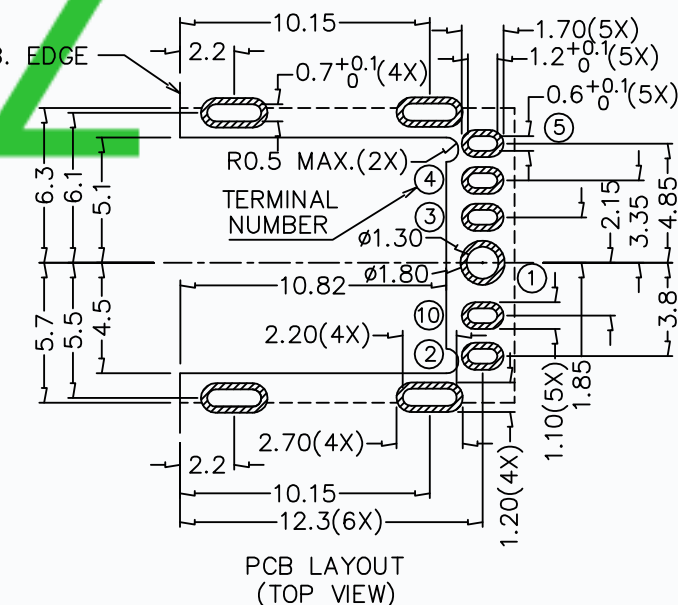 10.15
1.70(5X)
2.2
1.2+0.1 0(5X)
B. EDGE
0.7+0.1 0(4X)
0.6+0.1 0(5X)
5
R0.5 MAX.(2X)
4
TERMINAL
NUMBER
3
6.3
6.1
5.1
2.15
3.35
4.85
ø1.30
ø1.80
1
10.82
5.7
5.5
4.5
10
2.20(4X)
2
3.8
1.85
1.10(5X)
2.70(4X)
1.20(4X)
2.2
10.15
12.3(6X)
PCB LAYOUT
(TOP VIEW)